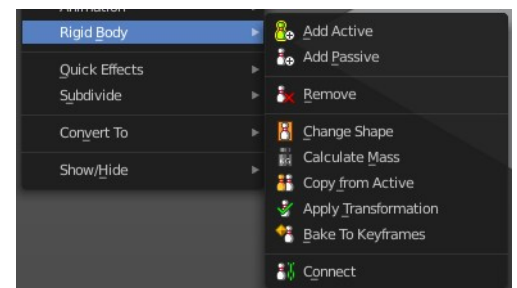 Animation
Rigid Body
Quick Effects
Subdivide
Convert To
Show/Hide
Add Active
Add Passive
Remove
Change Shape
Calculate Mass
Copy from Active
Apply Transformation
Bake To Keyframes
Connect